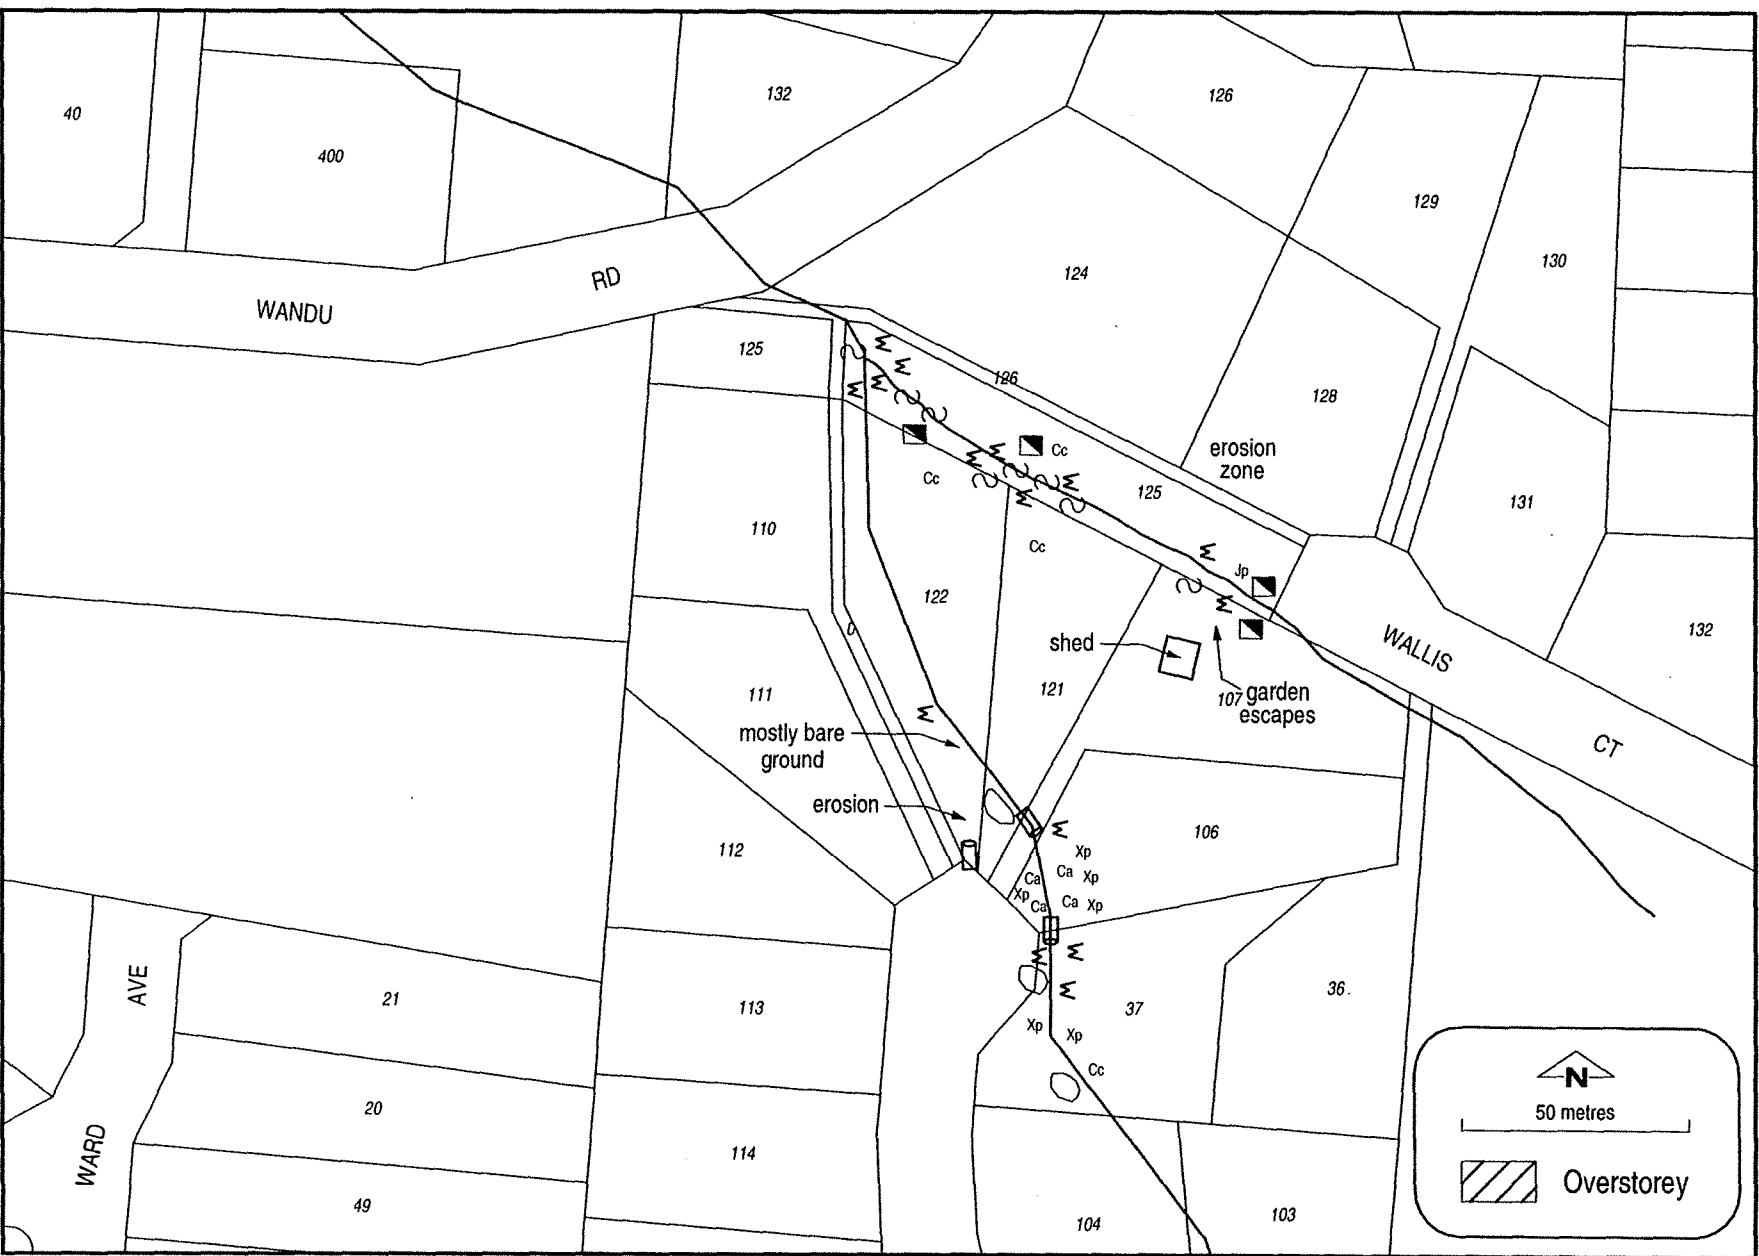 132
126
40
400
129
130
124
RD
WANDU
125
126
128
erosion
zone
Cc
Cc
125
131
110
Cc
Jp
122
132
shed
WALLIS
121
111
107
garden
escapes
mostly bare
ground
CT
erosion
106
112
Xp
Ca
Ca
Xp
Xp
Ca
Ca
Xp
AVE
21
113
37
36
Xp
Xp
Cc
N
50 metres
20
WARD
114
Overstorey
49
104
103